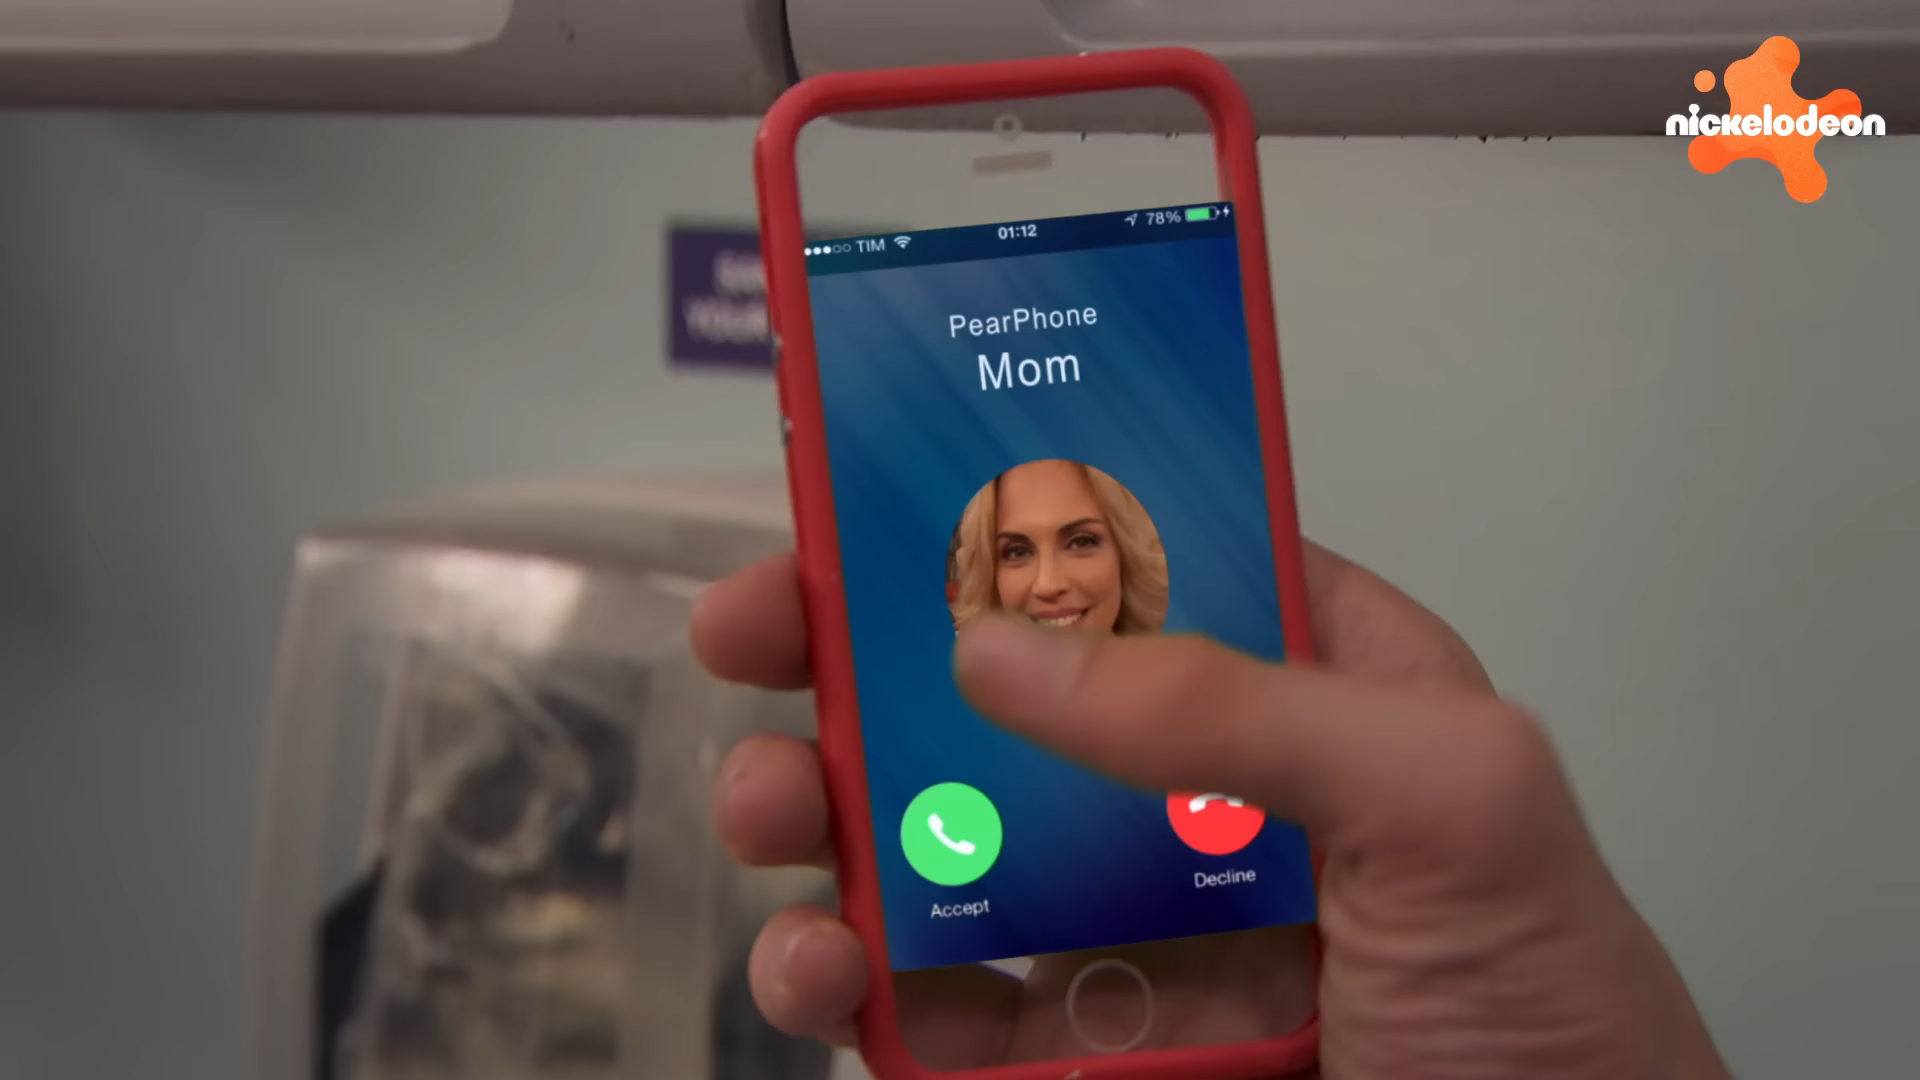 nickelodeon
TIM 01:12 78%
PearPhone
Mom
Accept
Decline